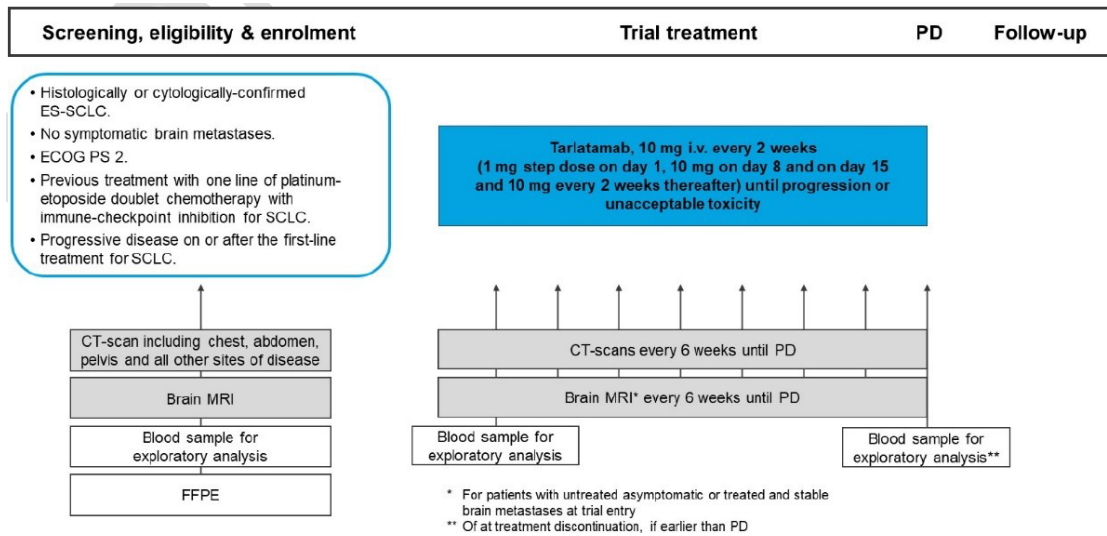 Screening, eligibility & enrolment
Trial treatment
PD
Follow-up
• Histologically or cytologically-confirmed
ES-SCLC.
• No symptomatic brain metastases.
• ECOG PS 2.
• Previous treatment with one line of platinum-
etoposide doublet chemotherapy with
immune-checkpoint inhibition for SCLC.
• Progressive disease on or after the first-line
treatment for SCLC.
Tarlatamab, 10 mg i.v. every 2 weeks
(1 mg step dose on day 1, 10 mg on day 8 and on day 15
and 10 mg every 2 weeks thereafter) until progression or
unacceptable toxicity
CT-scan including chest, abdomen,
pelvis and all other sites of disease
Brain MRI
Blood sample for
exploratory analysis
FFPE
CT-scans every 6 weeks until PD
Brain MRI* every 6 weeks until PD
Blood sample for
exploratory analysis
Blood sample for
exploratory analysis**
* For patients with untreated asymptomatic or treated and stable
brain metastases at trial entry
** Of at treatment discontinuation, if earlier than PD